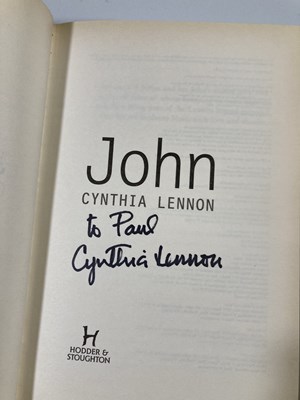 John
CYNTHIA LENNON
to Paul
Cynthia Lennon
H
HODDER &
STOUGHTON